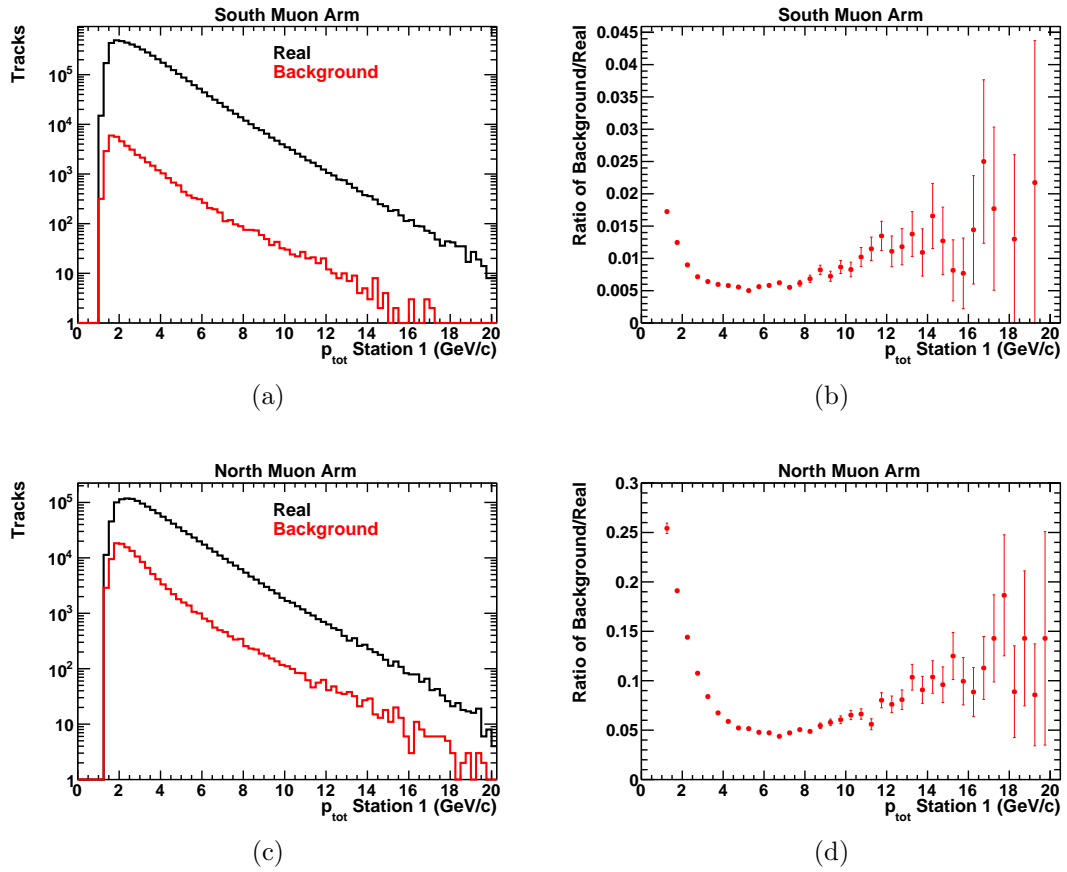 South Muon Arm
Tracks
Real
Background
10^5
10^4
10^3
10^2
10
1
0 2 4 6 8 10 12 14 16 18 20
p_tot Station 1 (GeV/c)
(a)
South Muon Arm
Ratio of Background/Real
0.045
0.04
0.035
0.03
0.025
0.02
0.015
0.01
0.005
0
0 2 4 6 8 10 12 14 16 18 20
p_tot Station 1 (GeV/c)
(b)
North Muon Arm
Tracks
Real
Background
10^5
10^4
10^3
10^2
10
1
0 2 4 6 8 10 12 14 16 18 20
p_tot Station 1 (GeV/c)
(c)
North Muon Arm
Ratio of Background/Real
0.3
0.25
0.2
0.15
0.1
0.05
0
0 2 4 6 8 10 12 14 16 18 20
p_tot Station 1 (GeV/c)
(d)